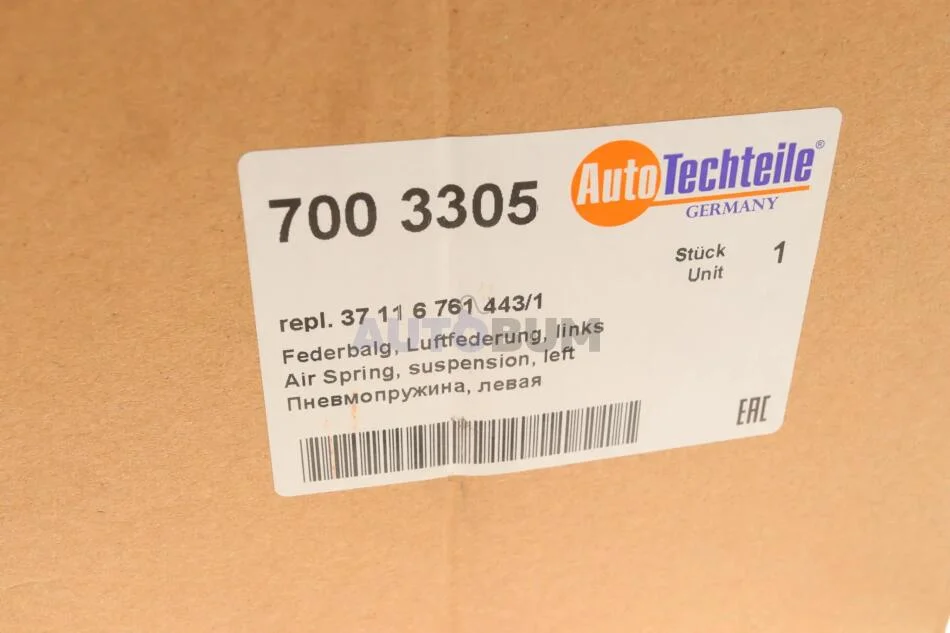 700 3305
AutoTechteile®
GERMANY
Stück 1
Unit
repl. 37 11 6 761 443/1
AUTOBUM
Federbalg, Luftfederung, links
Air Spring, suspension, left
Пневмопружина, левая
EAC